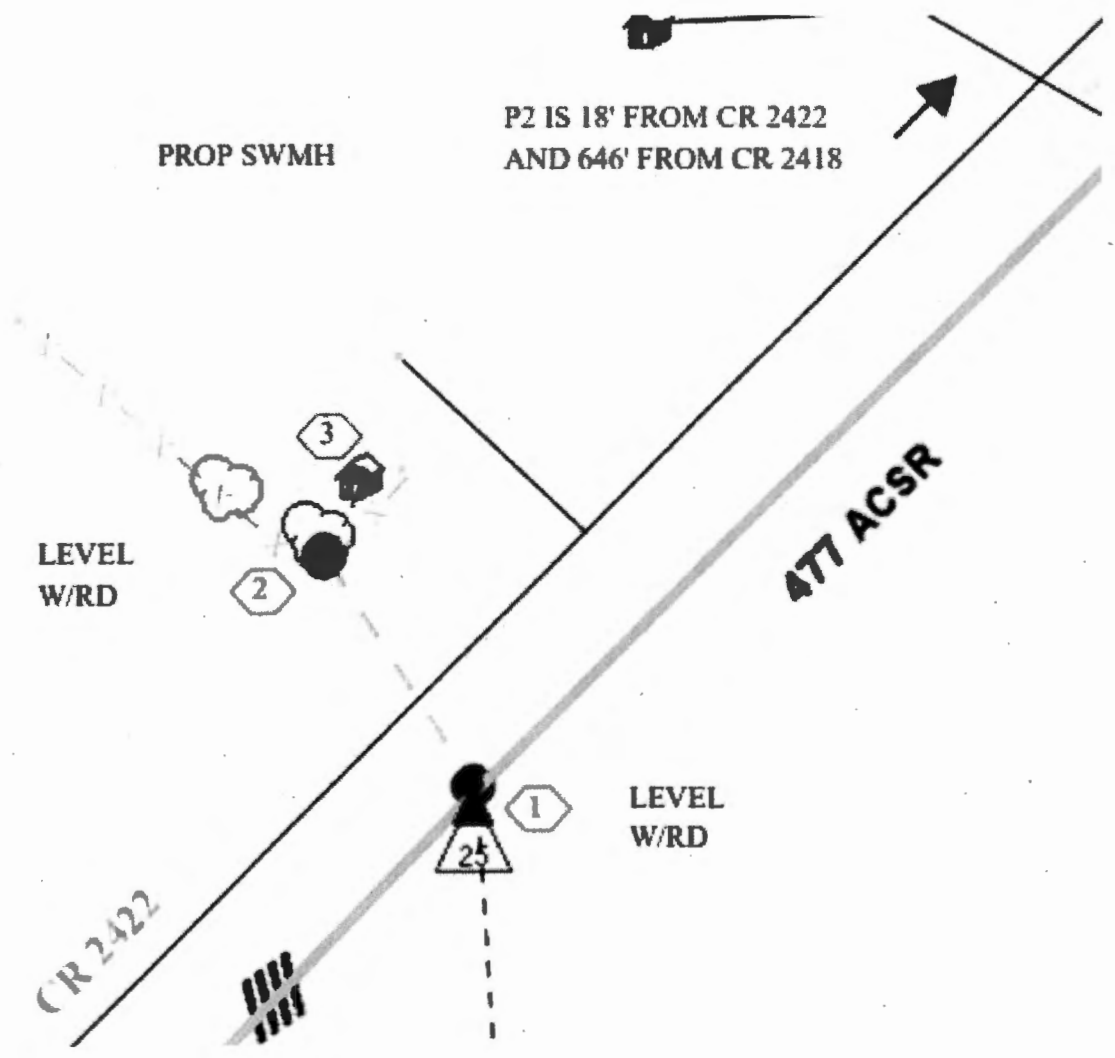 P2 IS 18' FROM CR 2422
AND 646' FROM CR 2418
PROP SWMH
3
477 ACSR
LEVEL
W/RD
2
1
LEVEL
W/RD
25
CR 2422